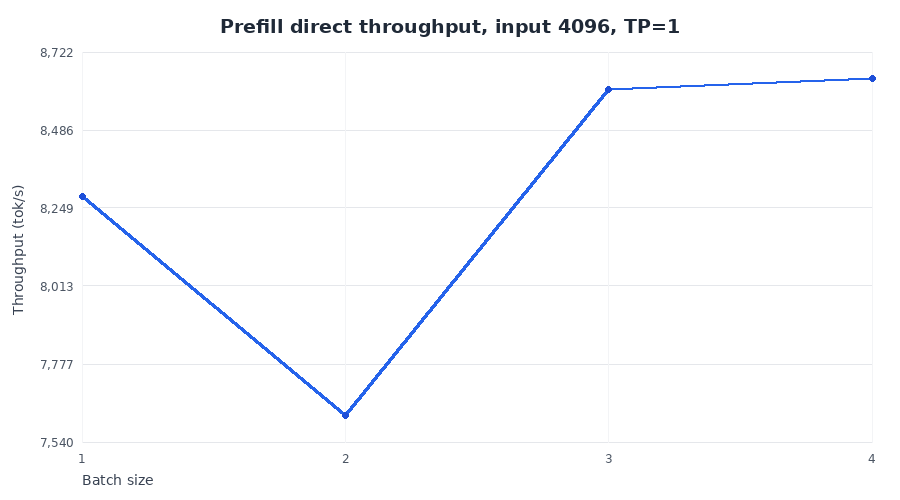 Prefill direct throughput, input 4096, TP=1
8,722
8,486
8,249
8,013
7,777
7,540
Throughput (tok/s)
1 2 3 4
Batch size